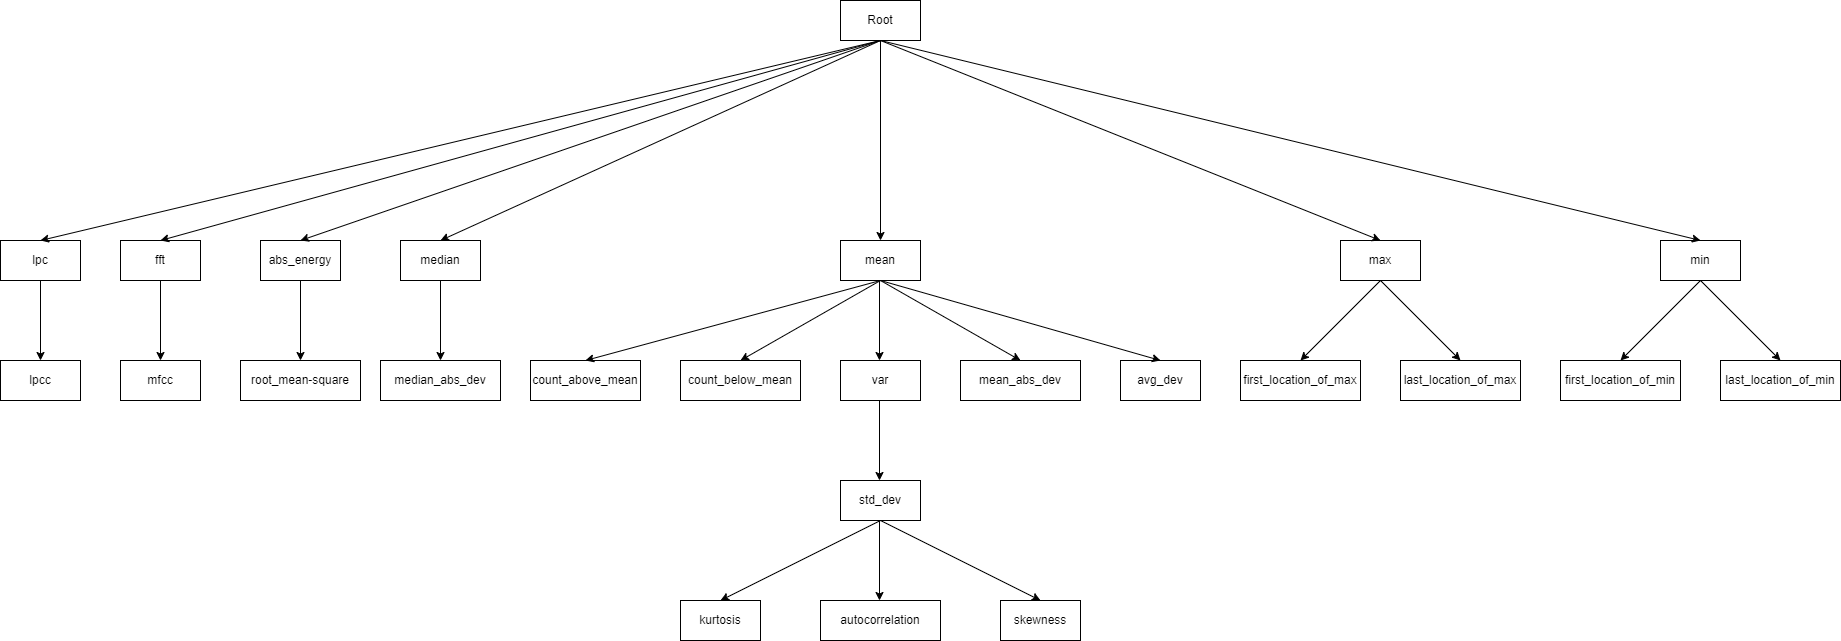 Root
lpc
fft
abs_energy
median
mean
max
min
lpcc
mfcc
root_mean-square
median_abs_dev
count_above_mean
count_below_mean
var
mean_abs_dev
avg_dev
first_location_of_max
last_location_of_max
first_location_of_min
last_location_of_min
std_dev
kurtosis
autocorrelation
skewness